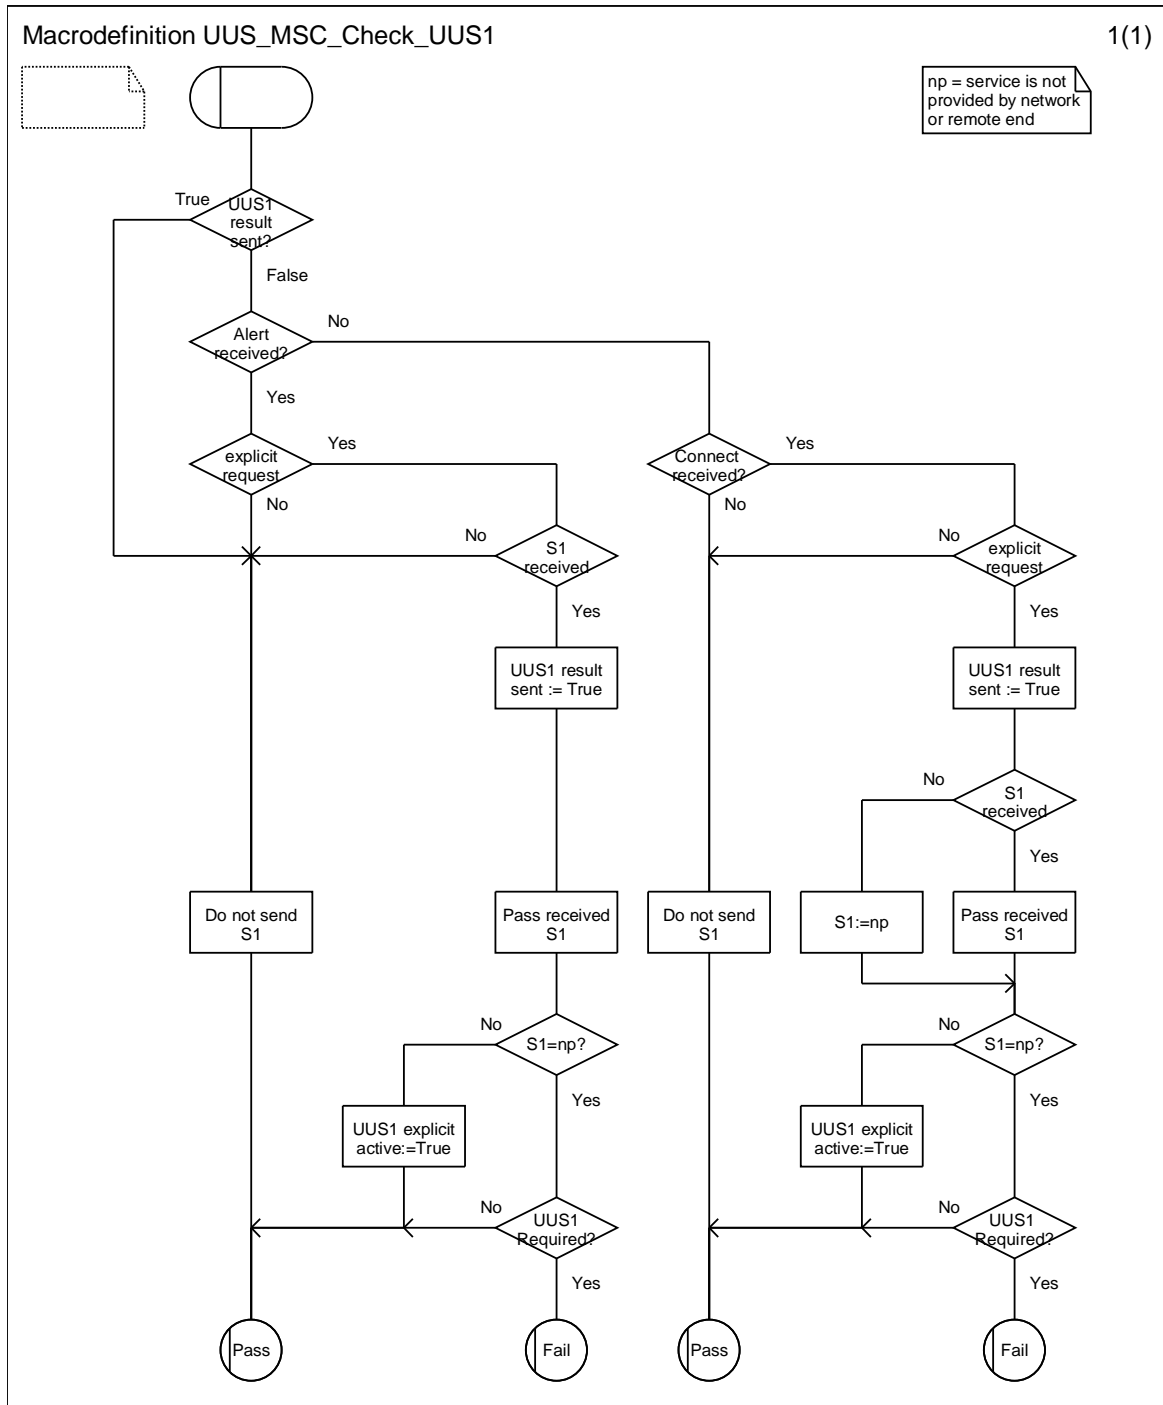 Macrodefinition UUS_MSC_Check_UUS1
1(1)
np = service is not
provided by network
or remote end
True
UUS1
result
sent?
False
Alert
received?
No
Yes
explicit
request
Yes
No
Connect
received?
Yes
No
No
S1
received
Yes
No
explicit
request
Yes
UUS1 result
sent := True
UUS1 result
sent := True
No
S1
received
Yes
Do not send
S1
Pass received
S1
Do not send
S1
S1:=np
Pass received
S1
No
S1=np?
Yes
No
S1=np?
Yes
UUS1 explicit
active:=True
UUS1 explicit
active:=True
No
UUS1
Required?
Yes
No
UUS1
Required?
Yes
Pass
Fail
Pass
Fail